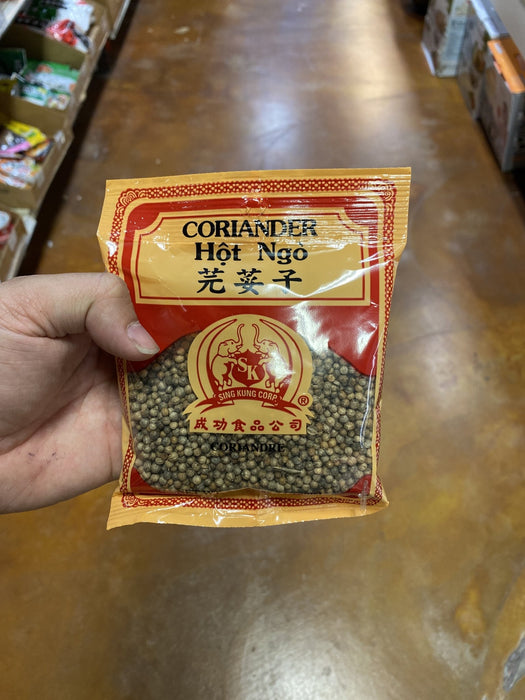 CORIANDER
Hột Ngò
芫荽子
SK
SING KUNG CORP.
®
成功食品公司
CORIANDRE